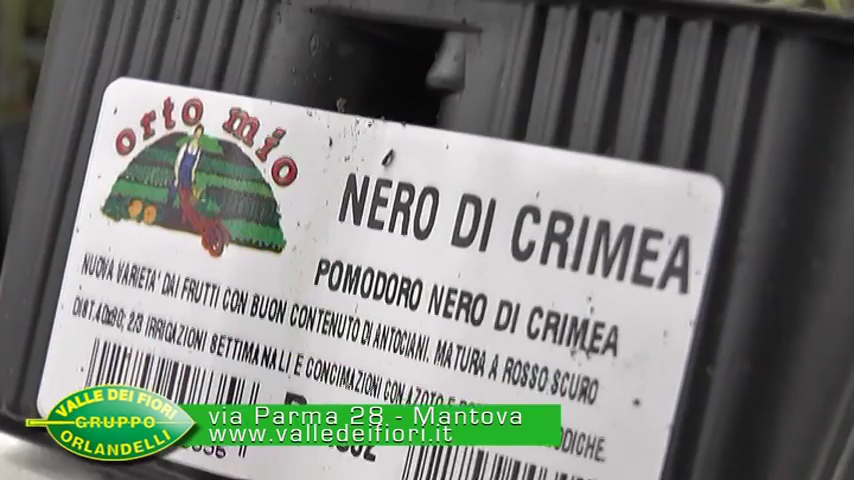 orto mio
NERO DI CRIMEA
POMODORO NERO DI CRIMEA
NUOVA VARIETA' DAI FRUTTI CON BUON CONTENUTO DI ANTOCIANI. MATURA A ROSSO SCURO
2/3 IRRIGAZIONI SETTIMANALI E CONCIMAZIONI CON AZOTO E
VALLE DEI FIORI
GRUPPO
ORLANDELLI
via Parma 28 - Mantova
www.valledeifiori.it